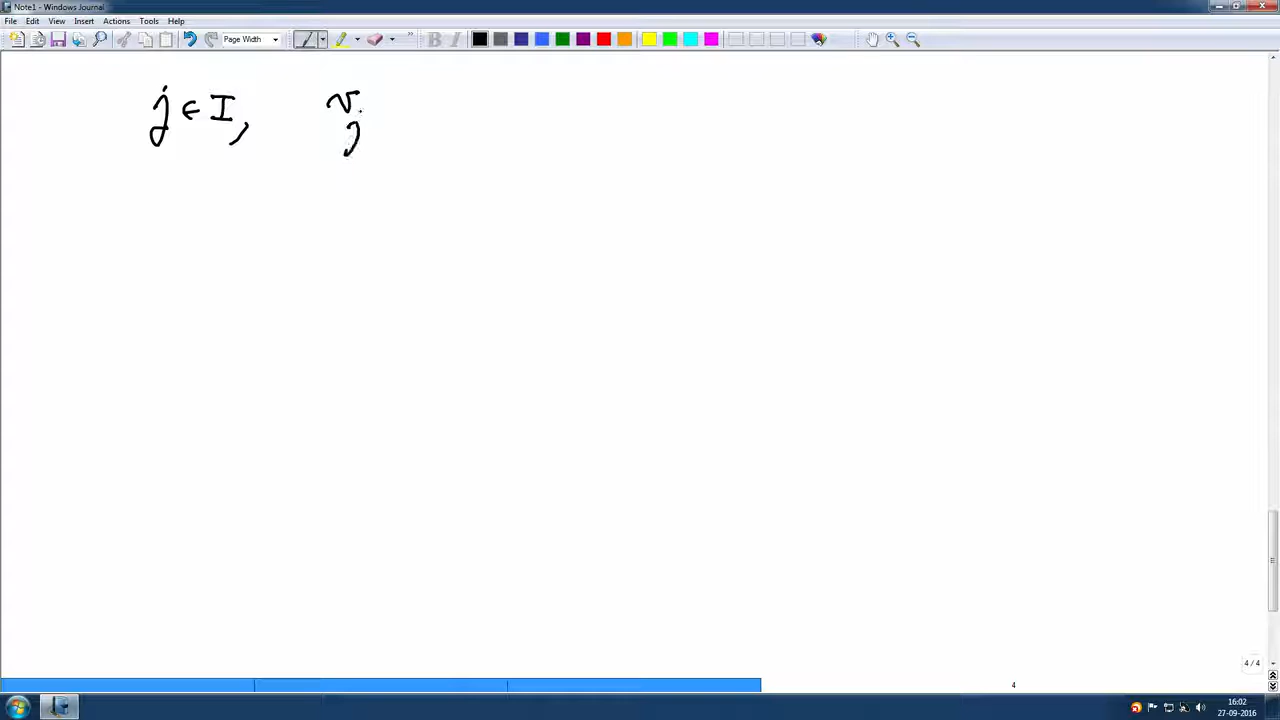 Note1 - Windows Journal
File Edit View Insert Actions Tools Help
Page Width
B I
j ∈ I, v_j
4 / 4
4
16:02
27-09-2016